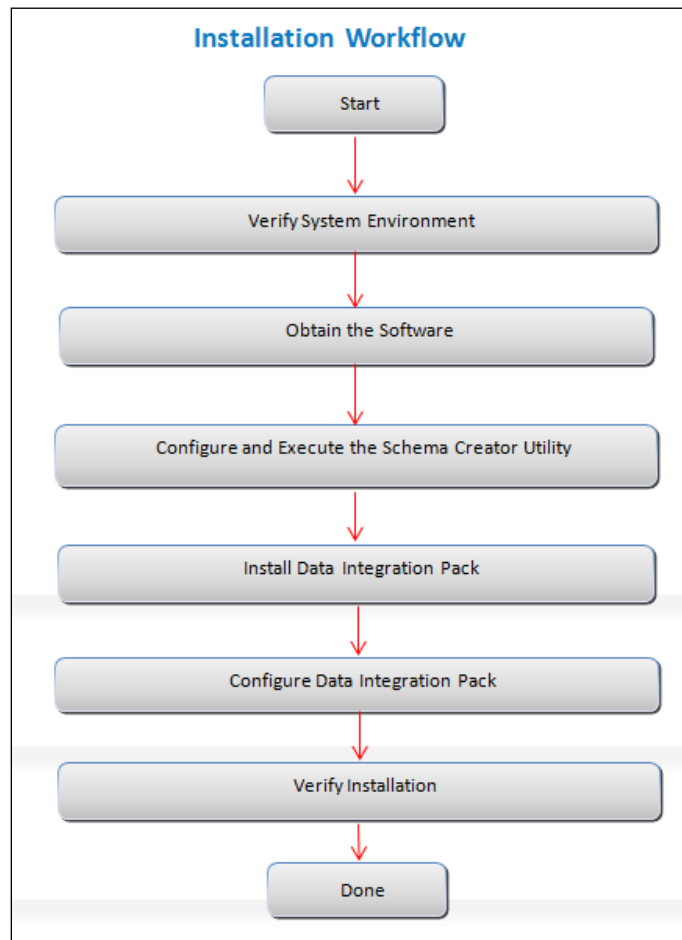 Installation Workflow
Start
Verify System Environment
Obtain the Software
Configure and Execute the Schema Creator Utility
Install Data Integration Pack
Configure Data Integration Pack
Verify Installation
Done